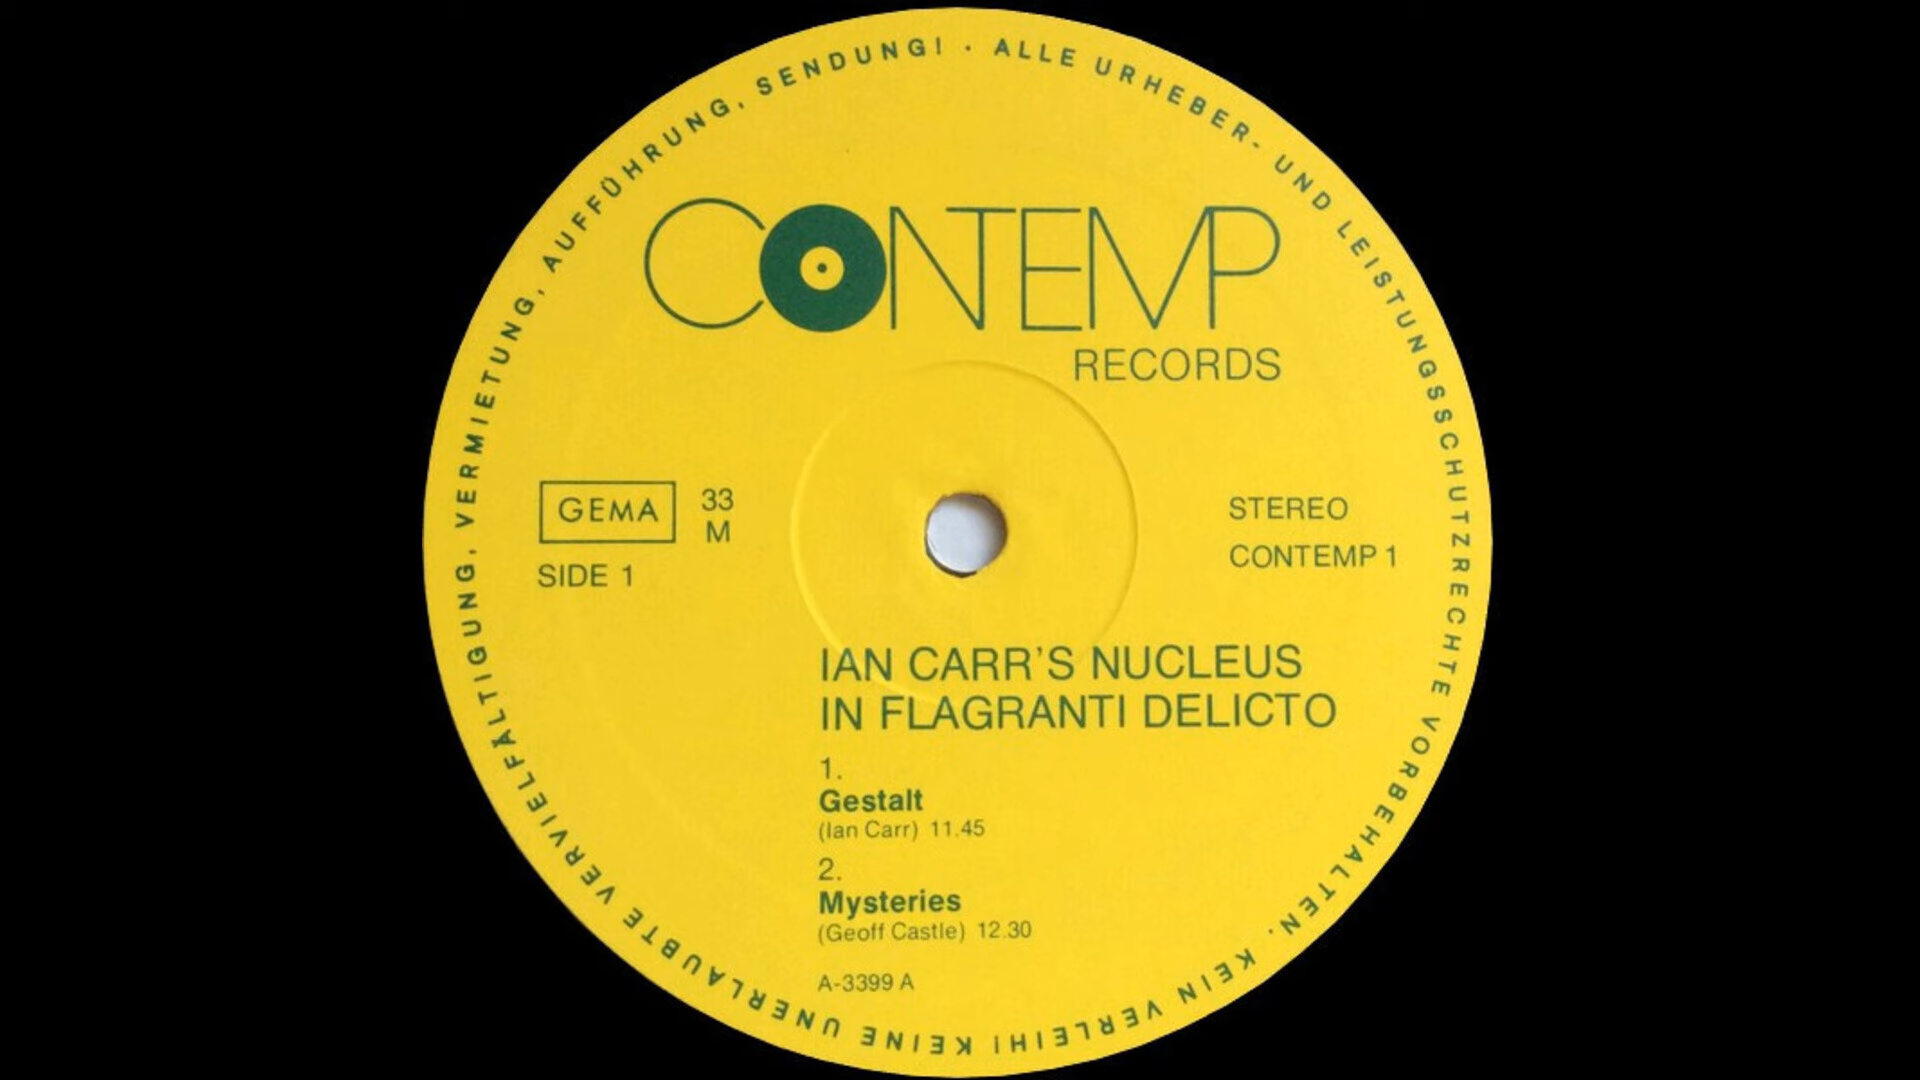 ALLE URHEBER- UND LEISTUNGSSCHUTZRECHTE VORBEHALTEN. KEIN VERLEIH! KEINE UNERLAUBTE VERVIELFÄLTIGUNG, VERMIETUNG, AUFFÜHRUNG, SENDUNG! ·
CONTEMP
RECORDS
GEMA
33
M
SIDE 1
STEREO
CONTEMP 1
IAN CARR'S NUCLEUS
IN FLAGRANTI DELICTO
1.
Gestalt
(Ian Carr) 11.45
2.
Mysteries
(Geoff Castle) 12.30
A-3399 A